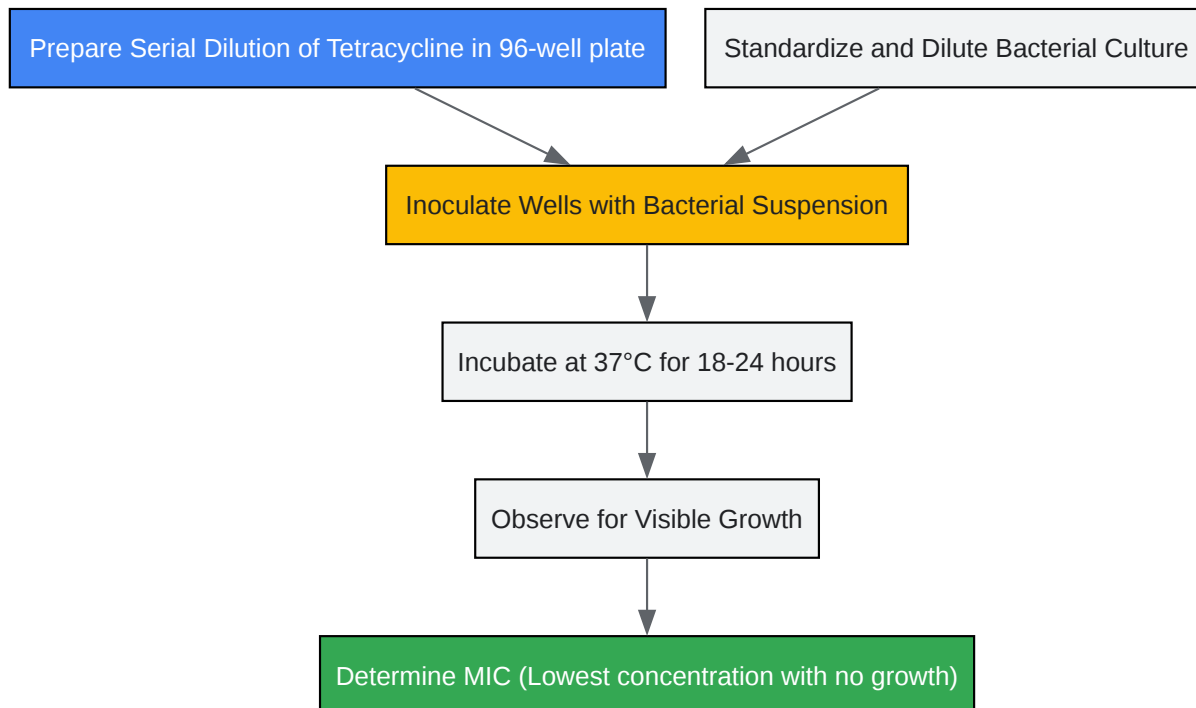 Prepare Serial Dilution of Tetracycline in 96-well plate
Standardize and Dilute Bacterial Culture
Inoculate Wells with Bacterial Suspension
Incubate at 37°C for 18-24 hours
Observe for Visible Growth
Determine MIC (Lowest concentration with no growth)